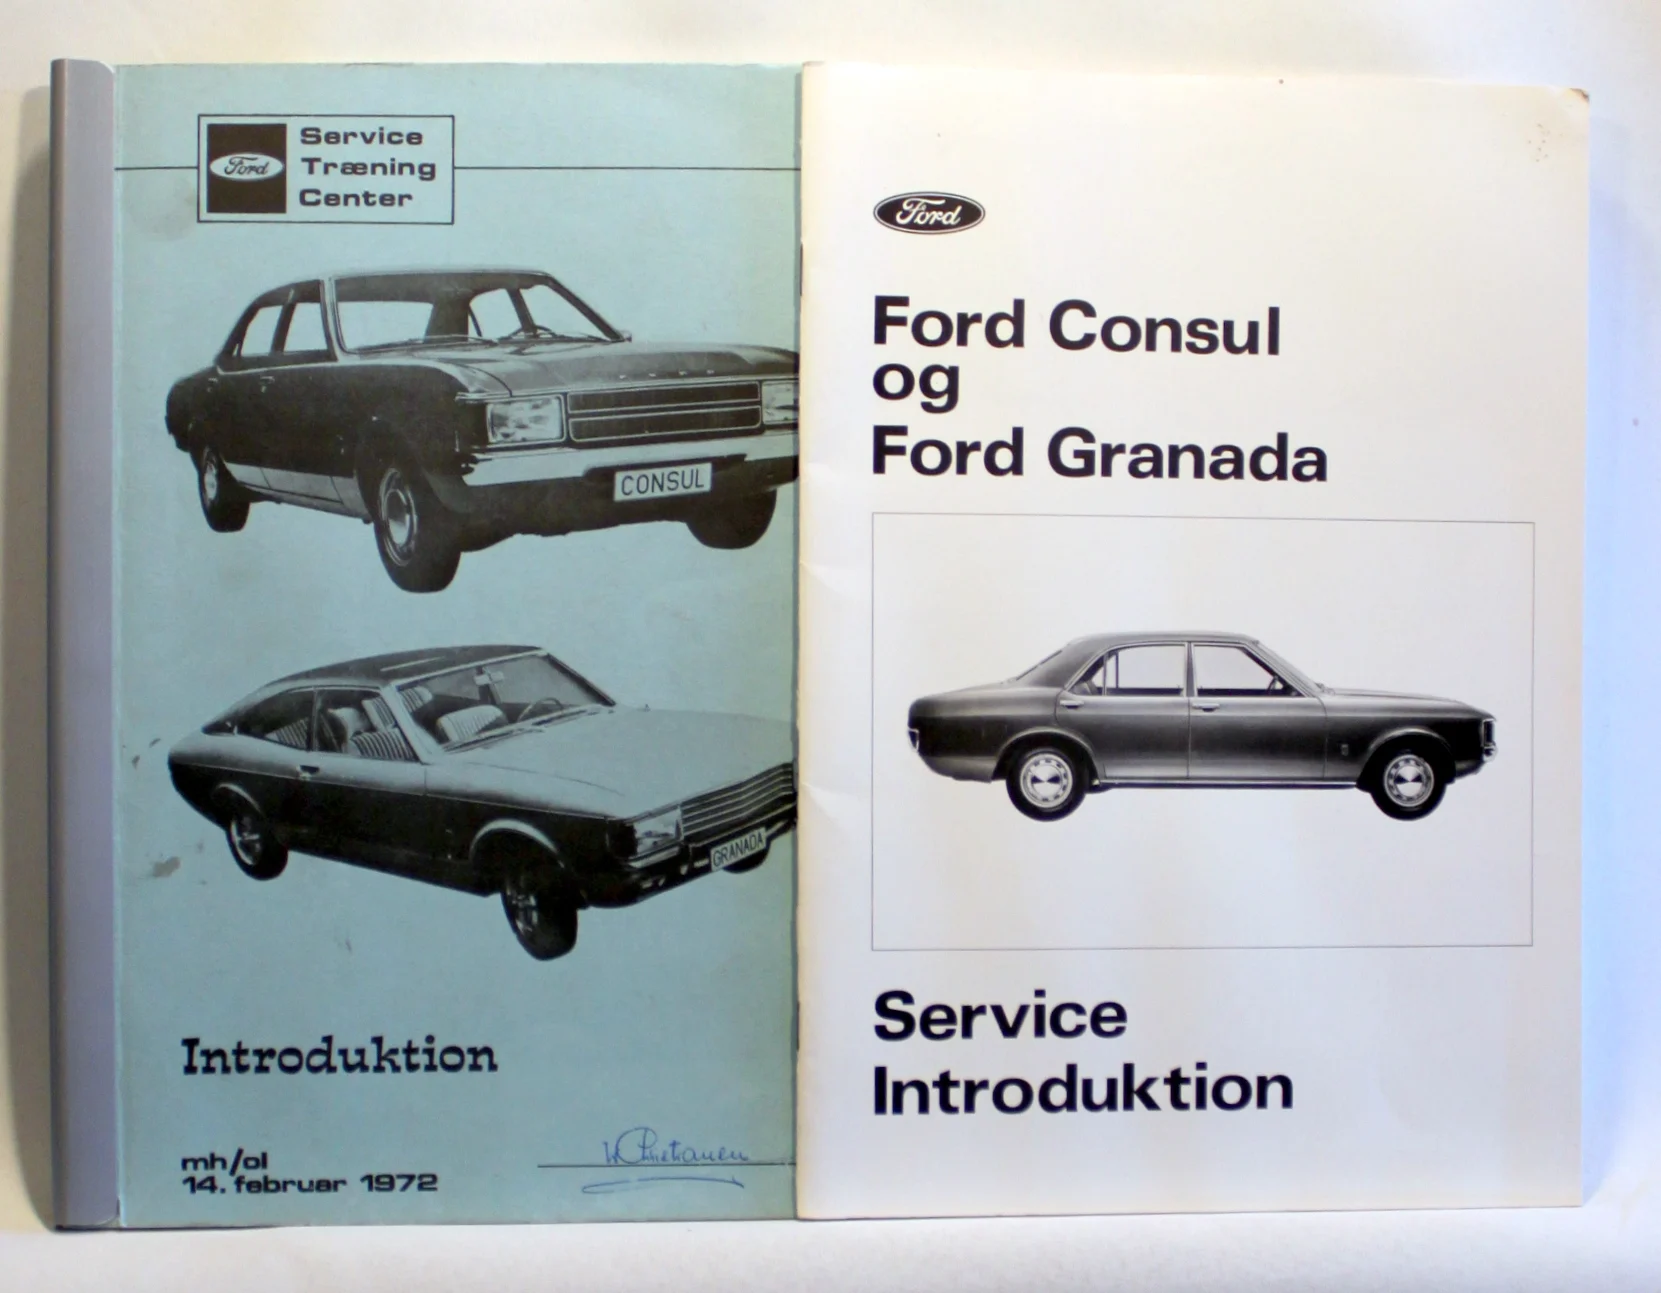 Ford
Service
Træning
Center
FORD
CONSUL
GRANADA
Introduktion
mh/ol
14. februar 1972
Ford
Ford Consul
og
Ford Granada
Service
Introduktion